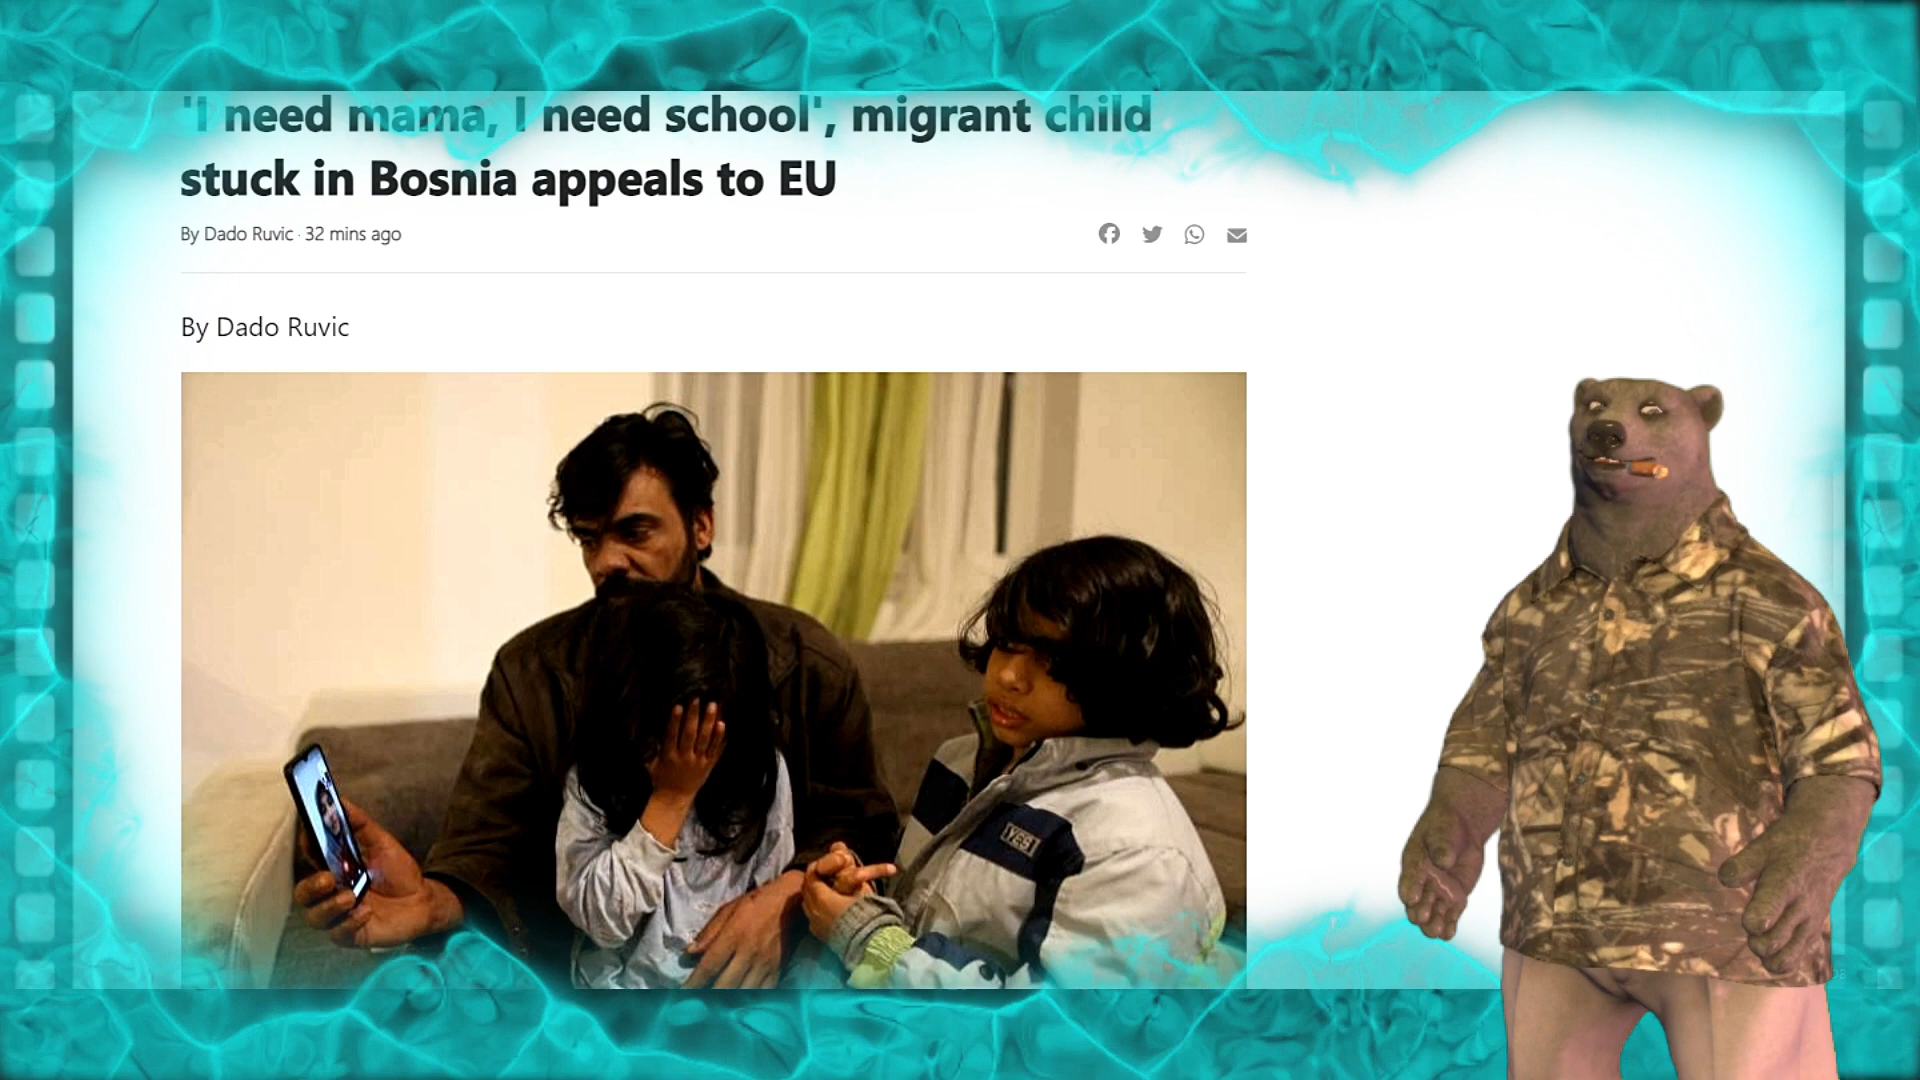 'I need mama, I need school', migrant child
stuck in Bosnia appeals to EU
By Dado Ruvic · 32 mins ago
By Dado Ruvic
YES!